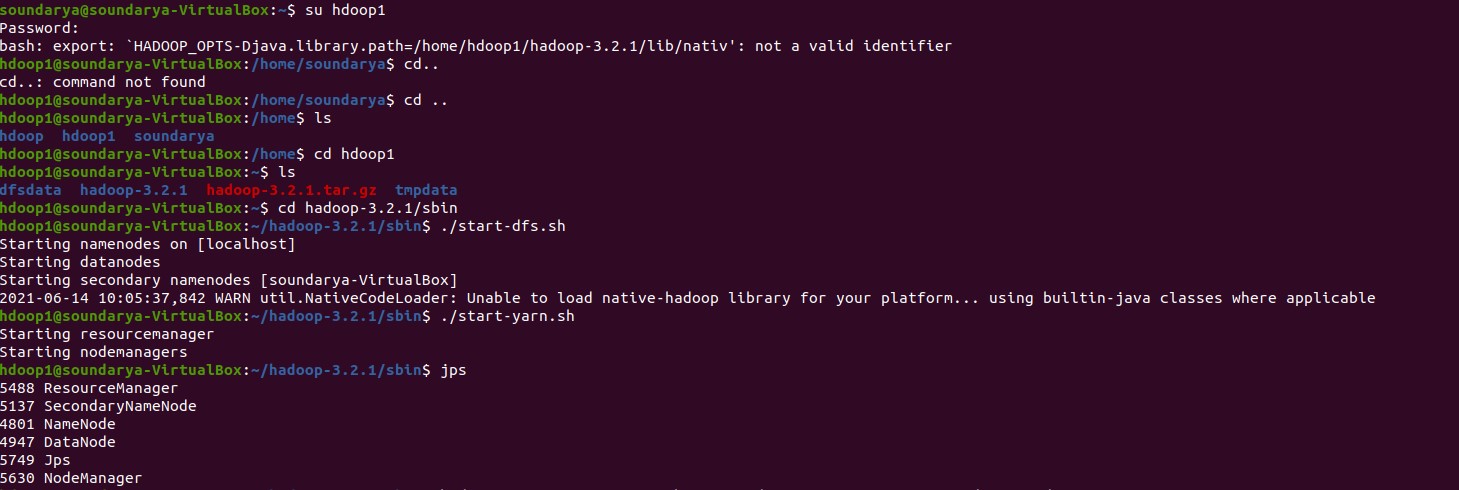 soundarya@soundarya-VirtualBox:~$ su hdoop1
Password:
bash: export: `HADOOP_OPTS-Djava.library.path=/home/hdoop1/hadoop-3.2.1/lib/nativ': not a valid identifier
hdoop1@soundarya-VirtualBox:/home/soundarya$ cd..
cd..: command not found
hdoop1@soundarya-VirtualBox:/home/soundarya$ cd ..
hdoop1@soundarya-VirtualBox:/home$ ls
hdoop  hdoop1  soundarya
hdoop1@soundarya-VirtualBox:/home$ cd hdoop1
hdoop1@soundarya-VirtualBox:~$ ls
dfsdata  hadoop-3.2.1  hadoop-3.2.1.tar.gz  tmpdata
hdoop1@soundarya-VirtualBox:~$ cd hadoop-3.2.1/sbin
hdoop1@soundarya-VirtualBox:~/hadoop-3.2.1/sbin$ ./start-dfs.sh
Starting namenodes on [localhost]
Starting datanodes
Starting secondary namenodes [soundarya-VirtualBox]
2021-06-14 10:05:37,842 WARN util.NativeCodeLoader: Unable to load native-hadoop library for your platform... using builtin-java classes where applicable
hdoop1@soundarya-VirtualBox:~/hadoop-3.2.1/sbin$ ./start-yarn.sh
Starting resourcemanager
Starting nodemanagers
hdoop1@soundarya-VirtualBox:~/hadoop-3.2.1/sbin$ jps
5488 ResourceManager
5137 SecondaryNameNode
4801 NameNode
4947 DataNode
5749 Jps
5630 NodeManager